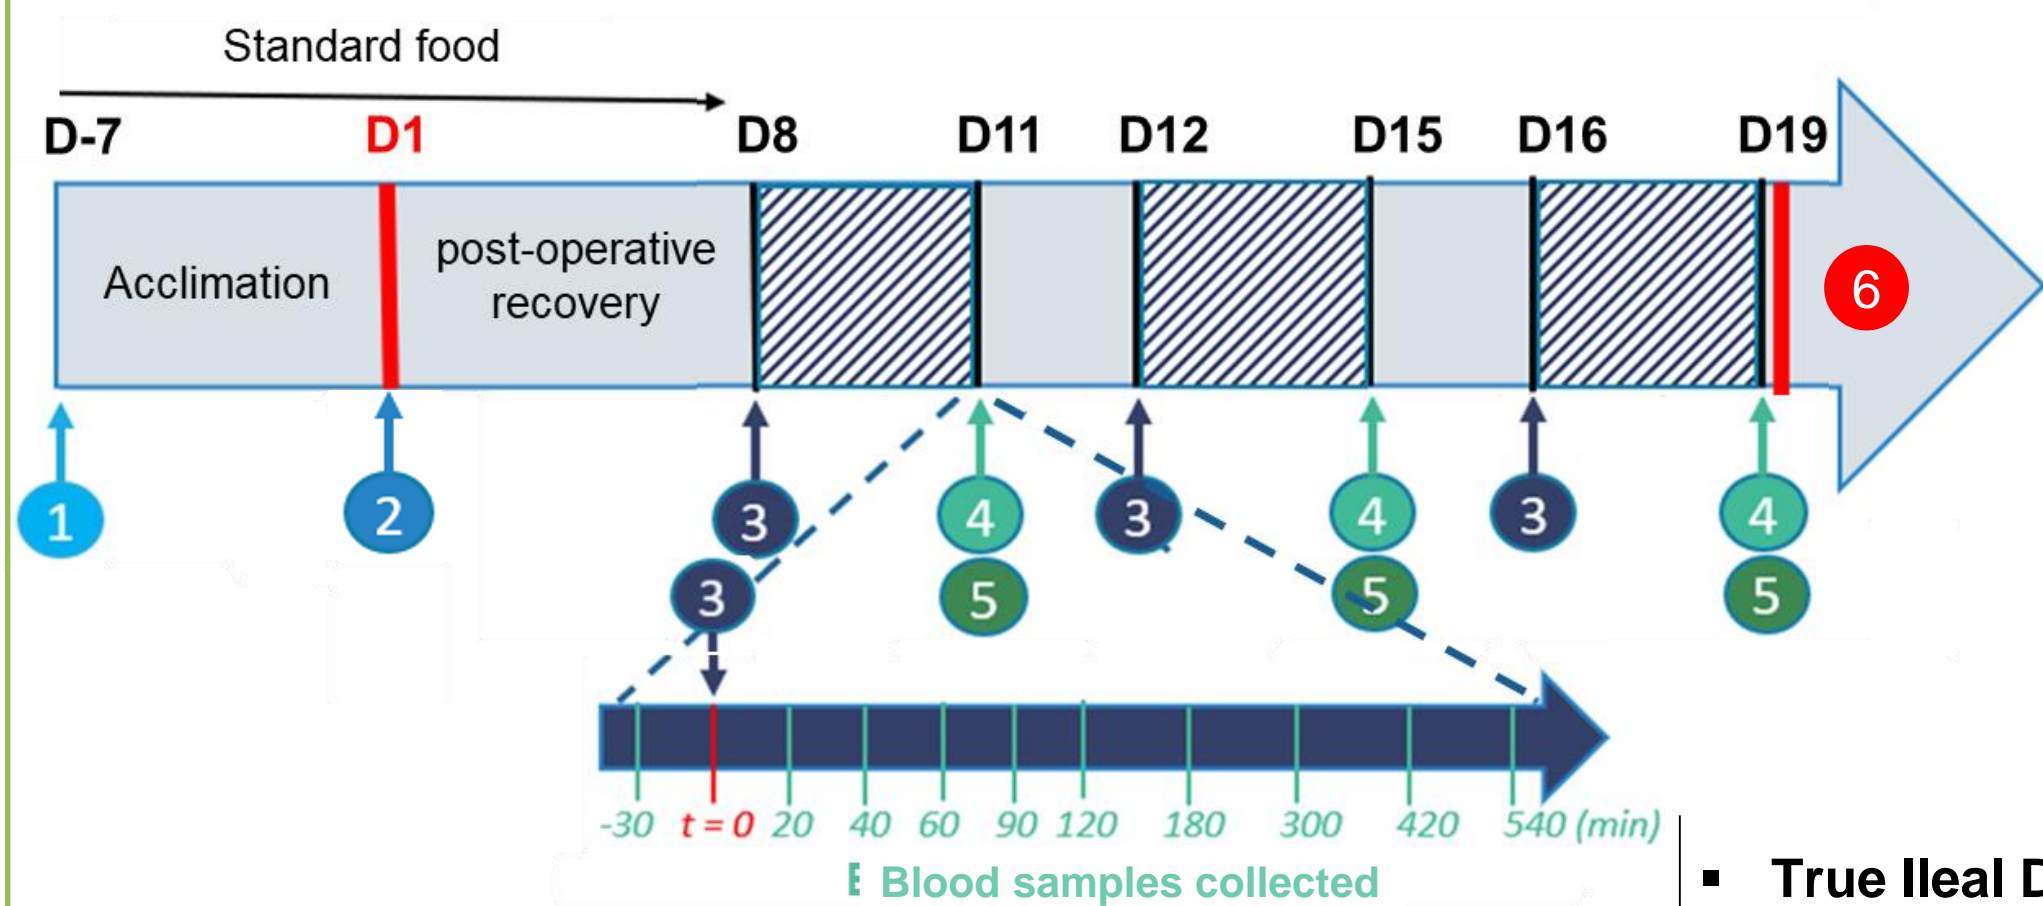 Standard food
D-7 D1 D8 D11 D12 D15 D16 D19
Acclimation
post-operative
recovery
6
1 2 3 4 3 4 3 4
3 5 5 5
-30 t = 0 20 40 60 90 120 180 300 420 540 (min)
Blood samples collected
▪ True Ileal